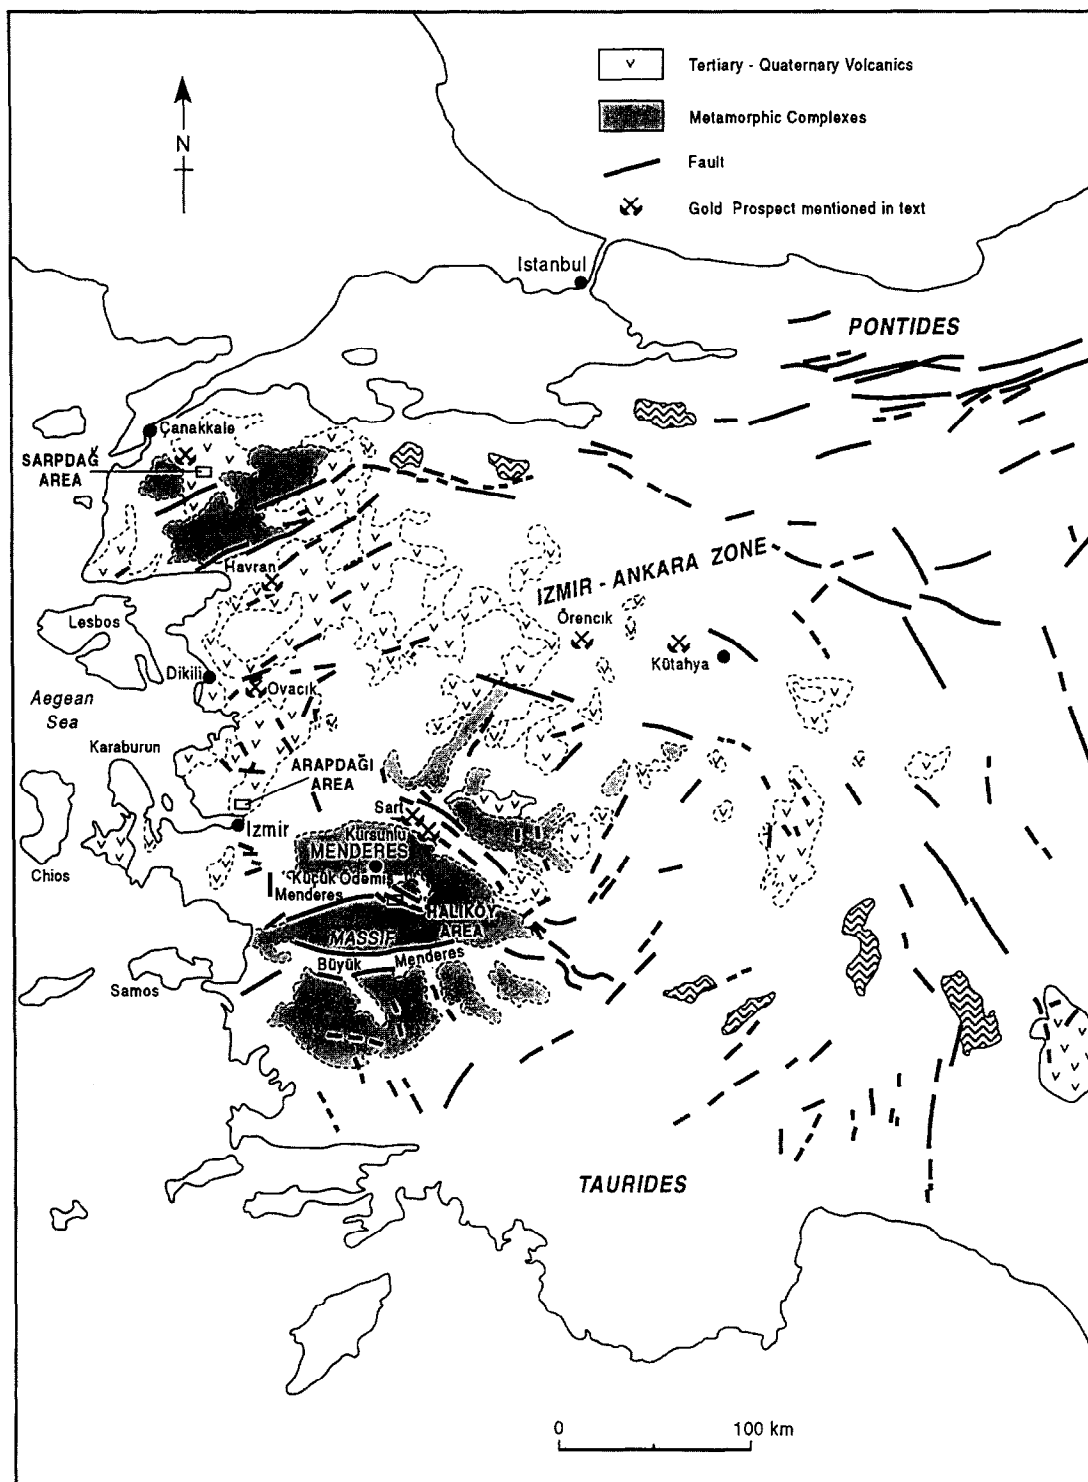 Tertiary - Quaternary Volcanics
Metamorphic Complexes
Fault
Gold Prospect mentioned in text
N
Istanbul
PONTIDES
Çanakkale
SARPDAĞ
AREA
IZMIR - ANKARA ZONE
Havran
Örencık
Lesbos
Kütahya
Dikili
Ovacık
Aegean
Sea
Karaburun
ARAPDAĞI
AREA
Sart
Izmir
Kürsunlu
MENDERES
Chios
Küçük
Ödemiş
Menderes
HALIKÖY
AREA
MASSIF
Büyük
Menderes
Samos
TAURIDES
0
100 km